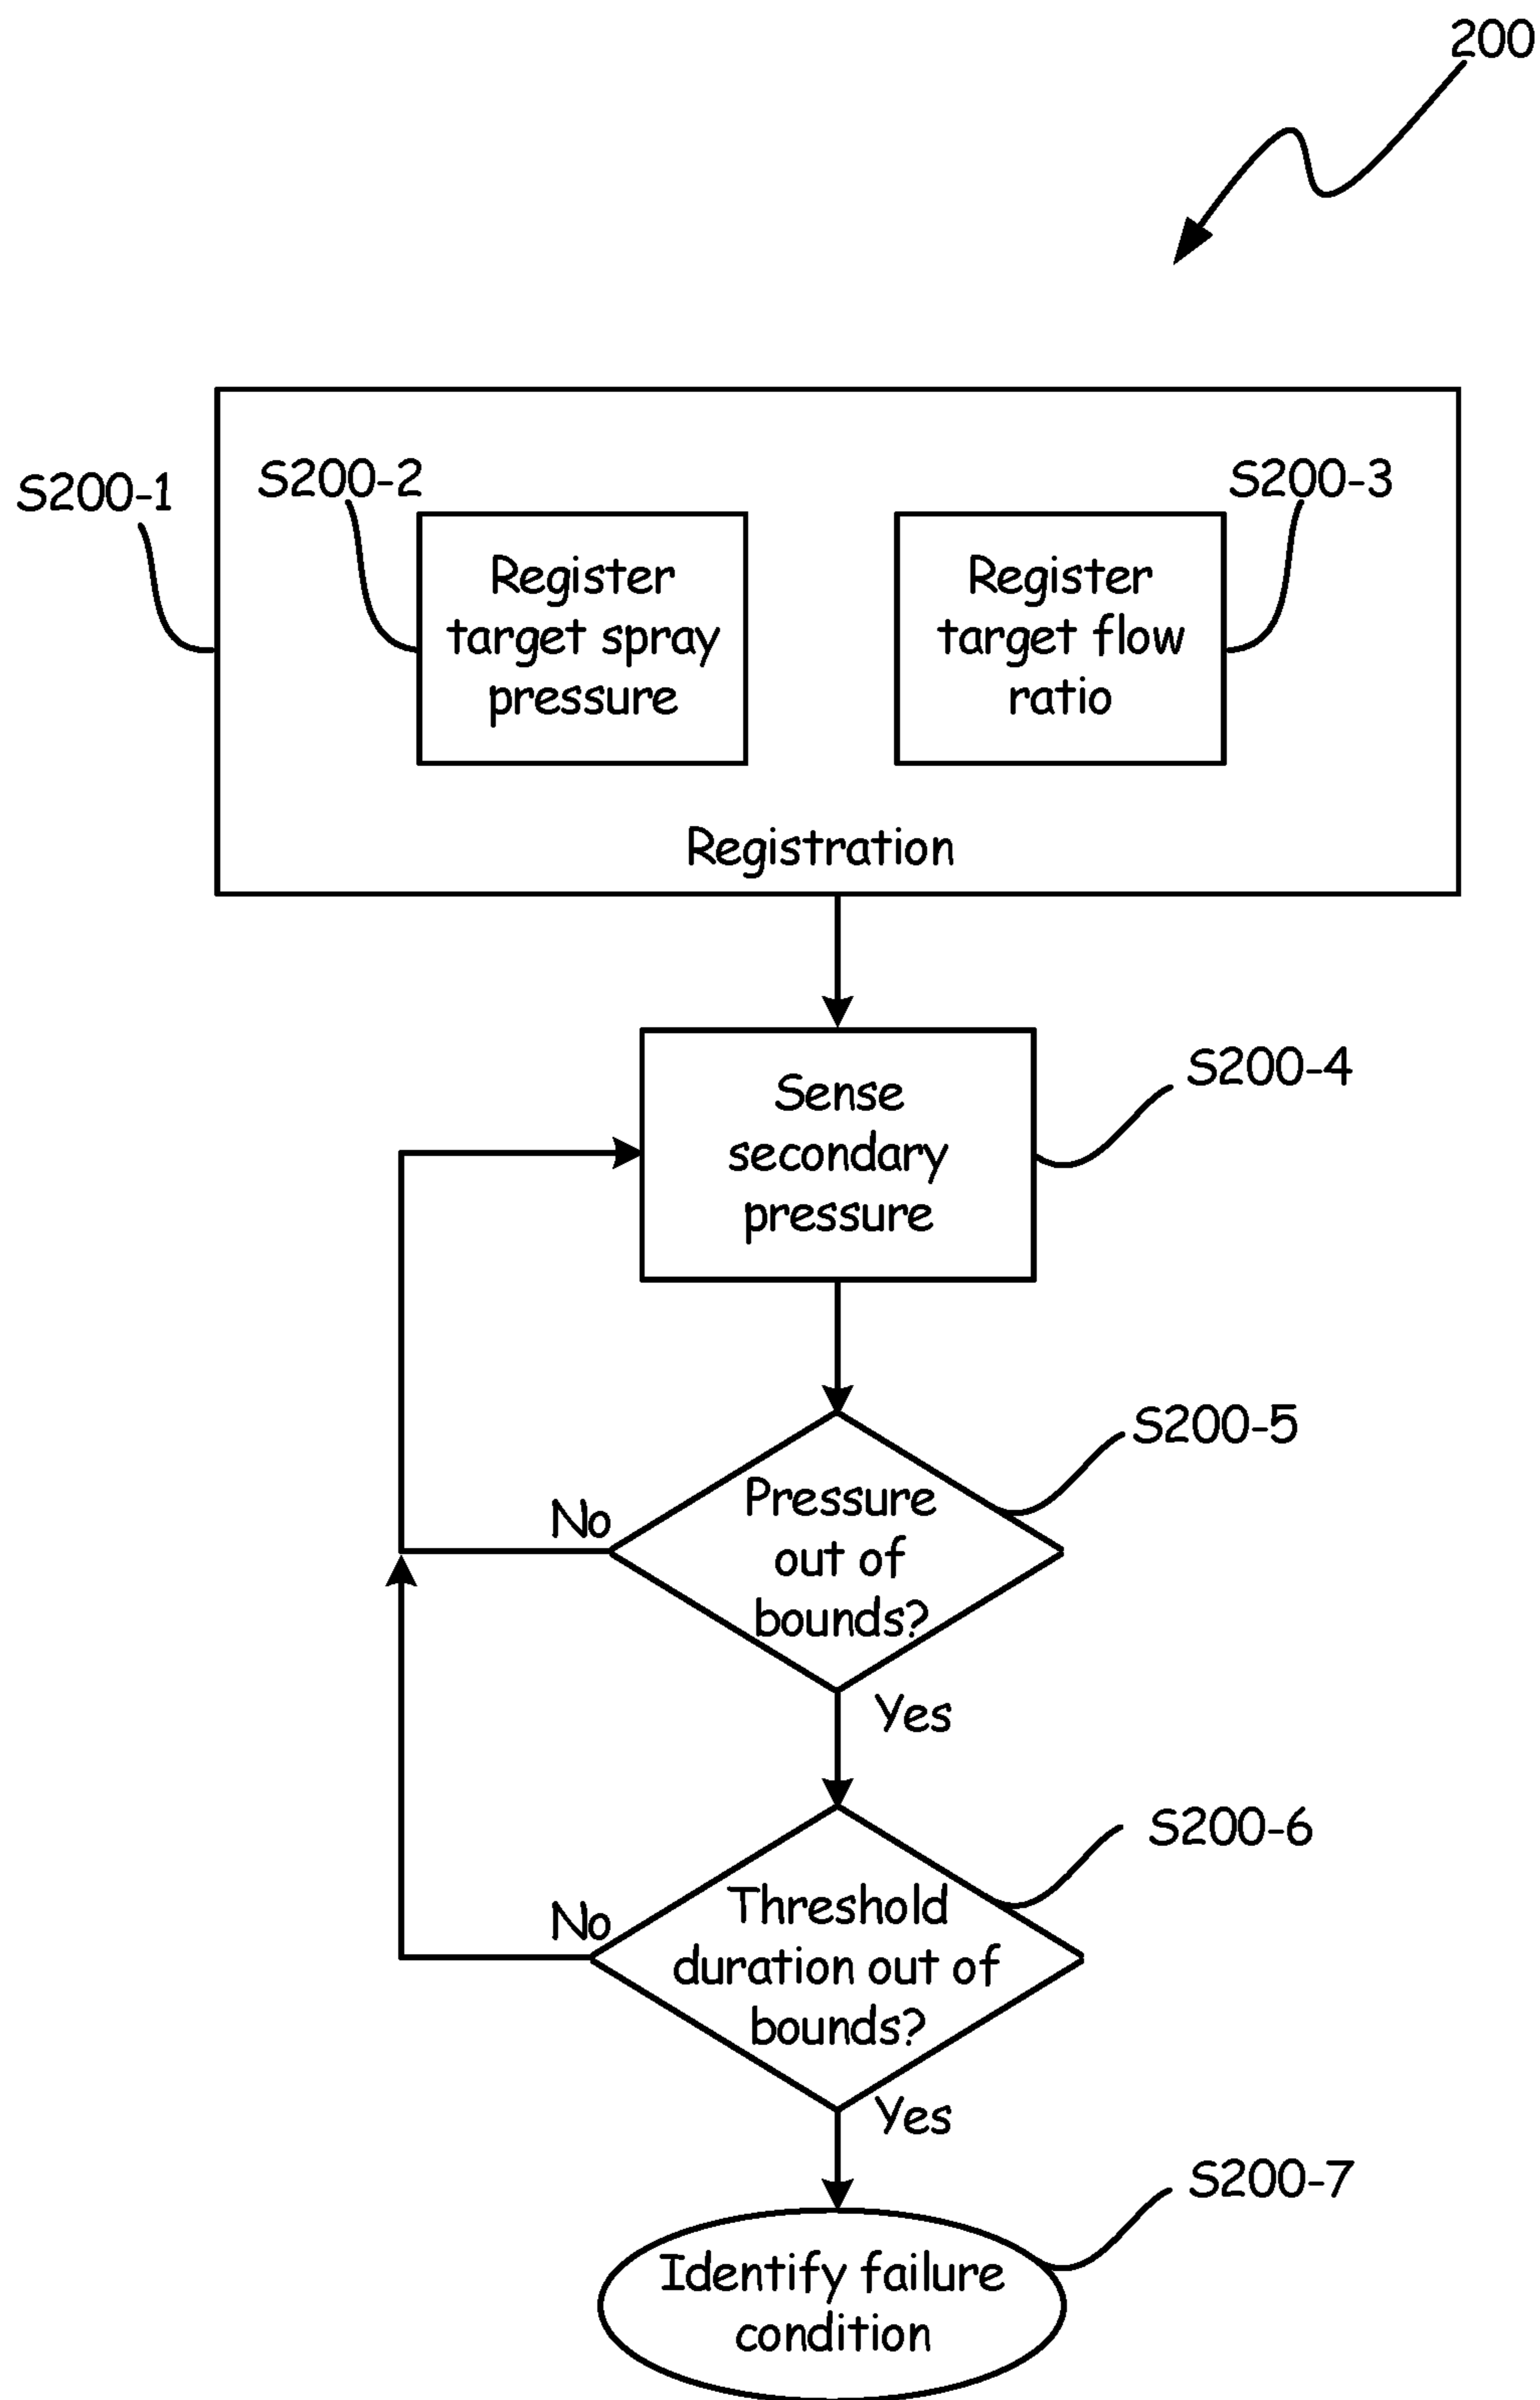 200
S200-1
S200-2
S200-3
Register
target spray
pressure
Register
target flow
ratio
Registration
Sense
secondary
pressure
S200-4
S200-5
Pressure
out of
bounds?
No
Yes
S200-6
Threshold
duration out of
bounds?
No
Yes
S200-7
Identify failure
condition